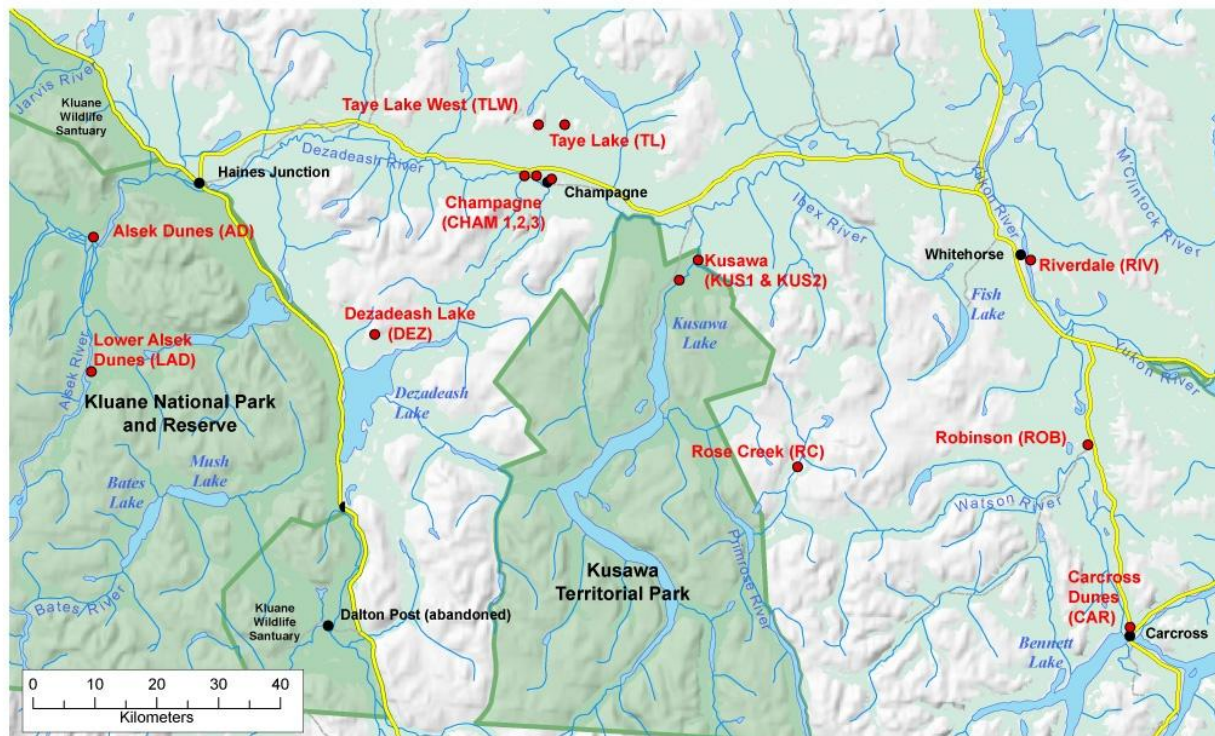 Jarvis River
Kluane
Wildlife
Santuary
Taye Lake West (TLW)
Taye Lake (TL)
Dezadeash River
Haines Junction
Champagne
Champagne
(CHAM 1,2,3)
Alsek Dunes (AD)
Ibex River
Yukon River
M'Clintock River
Whitehorse
Riverdale (RIV)
Kusawa
(KUS1 & KUS2)
Fish
Lake
Kusawa
Lake
Dezadeash Lake
(DEZ)
Lower Alsek
Dunes (LAD)
Alsek River
Yukon River
Dezadeash
Lake
Kluane National Park
and Reserve
Rose Creek (RC)
Robinson (ROB)
Mush
Lake
Bates
Lake
Watson River
Primrose River
Kusawa
Territorial Park
Bates River
Kluane
Wildlife
Santuary
Dalton Post (abandoned)
Carcross
Dunes
(CAR)
Carcross
Bennett
Lake
0 10 20 30 40
Kilometers